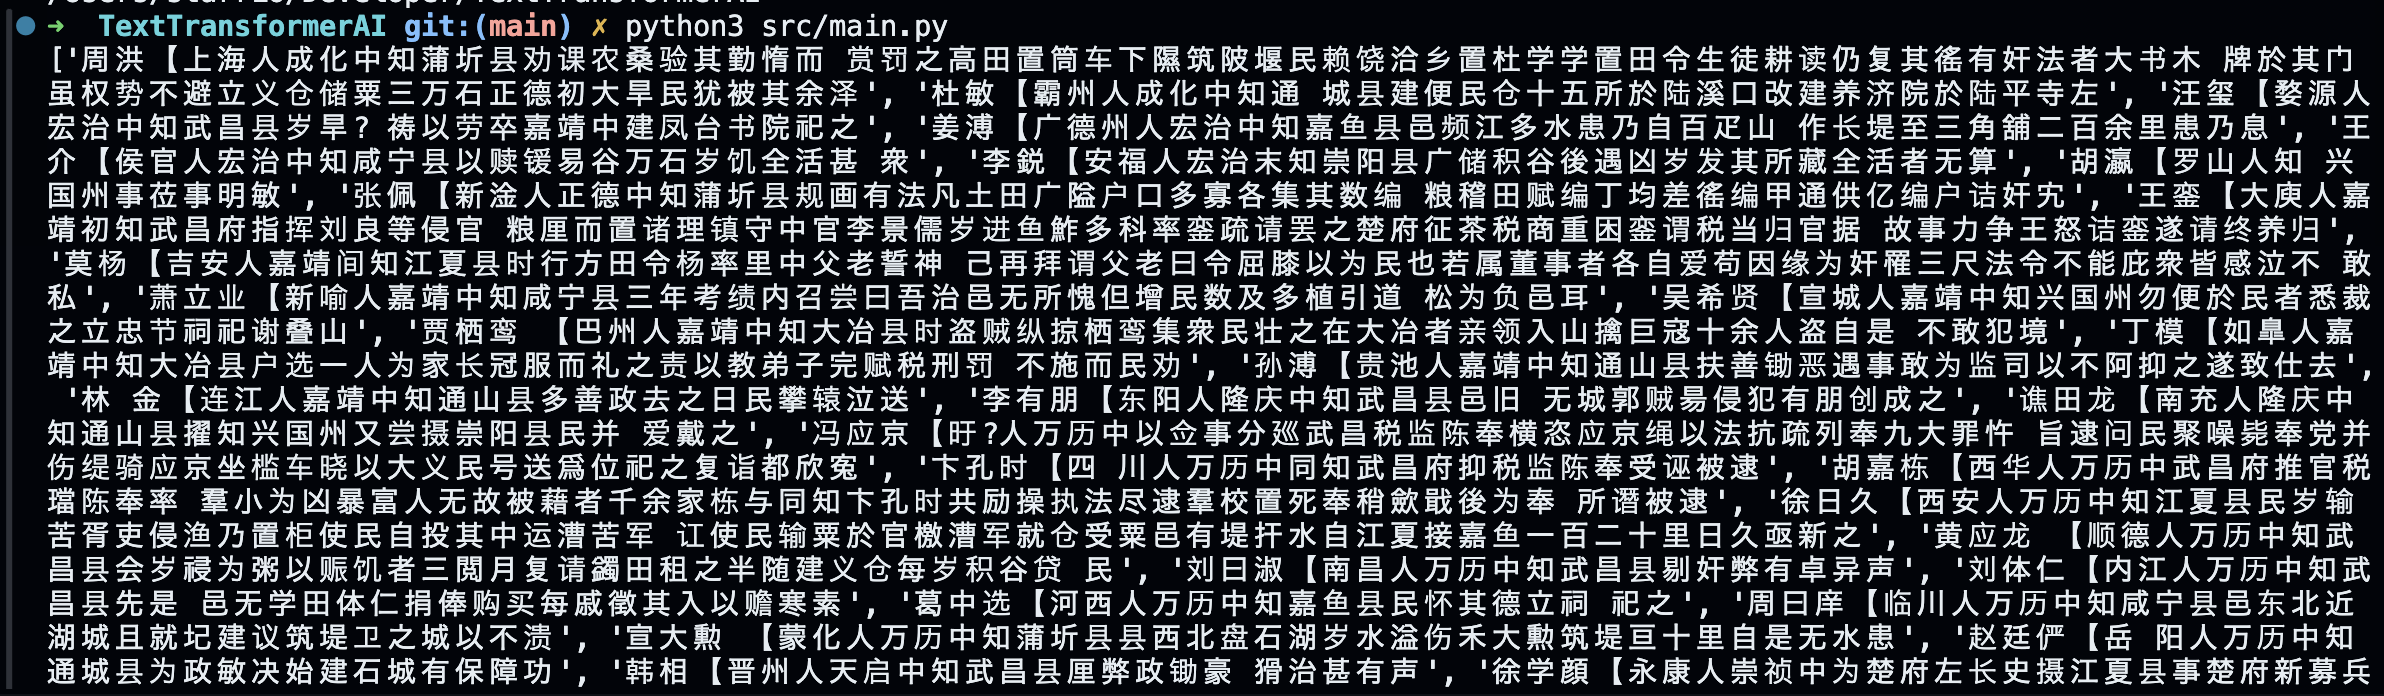 ➜  TextTransformerAI git:(main) ✗ python3 src/main.py
['周洪【上海人成化中知蒲圻县劝课农桑验其勤惰而 赏罚之高田置筒车下隰筑陂堰民赖饶洽乡置杜学学置田令生徒耕读仍复其徭有奸法者大书木 牌於其门
虽权势不避立义仓储粟三万石正德初大旱民犹被其余泽', '杜敏【霸州人成化中知通 城县建便民仓十五所於陆溪口改建养济院於陆平寺左', '汪玺【婺源人
宏治中知武昌县岁旱?祷以劳卒嘉靖中建凤台书院祀之', '姜溥【广德州人宏治中知嘉鱼县邑频江多水患乃自百疋山 作长堤至三角舖二百余里患乃息', '王
介【侯官人宏治中知咸宁县以赎锾易谷万石岁饥全活甚 衆', '李鋭【安福人宏治末知崇阳县广储积谷後遇凶岁发其所藏全活者无算', '胡瀛【罗山人知 兴
国州事莅事明敏', '张佩【新淦人正德中知蒲圻县规画有法凡土田广隘户口多寡各集其数编 粮稽田赋编丁均差徭编甲通供亿编户诘奸宄', '王銮【大庾人嘉
靖初知武昌府指挥刘良等侵官 粮厘而置诸理镇守中官李景儒岁进鱼鲊多科率銮疏请罢之楚府征茶税商重困銮谓税当归官据 故事力争王怒诘銮遂请终养归',
'莫杨【吉安人嘉靖间知江夏县时行方田令杨率里中父老誓神 己再拜谓父老曰令屈膝以为民也若属董事者各自爱苟因缘为奸罹三尺法令不能庇衆皆感泣不 敢
私', '萧立业【新喻人嘉靖中知咸宁县三年考绩内召尝曰吾治邑无所愧但增民数及多植引道 松为负邑耳', '吴希贤【宣城人嘉靖中知兴国州勿便於民者悉裁
之立忠节祠祀谢叠山', '贾栖鸾 【巴州人嘉靖中知大冶县时盗贼纵掠栖鸾集衆民壮之在大冶者亲领入山擒巨寇十余人盗自是 不敢犯境', '丁模【如臯人嘉
靖中知大冶县户选一人为家长冠服而礼之责以教弟子完赋税刑罚 不施而民劝', '孙溥【贵池人嘉靖中知通山县扶善锄恶遇事敢为监司以不阿抑之遂致仕去',
'林 金【连江人嘉靖中知通山县多善政去之日民攀辕泣送', '李有朋【东阳人隆庆中知武昌县邑旧 无城郭贼易侵犯有朋创成之', '谯田龙【南充人隆庆中
知通山县擢知兴国州又尝摄崇阳县民并 爱戴之', '冯应京【盱?人万历中以佥事分廵武昌税监陈奉横恣应京绳以法抗疏列奉九大罪忤 旨逮问民聚噪毙奉党并
伤缇骑应京坐槛车晓以大义民号送爲位祀之复诣都欣冤', '卞孔时【四 川人万历中同知武昌府抑税监陈奉受诬被逮', '胡嘉栋【西华人万历中武昌府推官税
璫陈奉率 羣小为凶暴富人无故被藉者千余家栋与同知卞孔时共励操执法尽逮羣校置死奉稍歛戢後为奉 所谮被逮', '徐日久【西安人万历中知江夏县民岁输
苦胥吏侵渔乃置柜使民自投其中运漕苦军 讧使民输粟於官檄漕军就仓受粟邑有堤扞水自江夏接嘉鱼一百二十里日久亟新之', '黄应龙 【顺德人万历中知武
昌县会岁祲为粥以赈饥者三閲月复请蠲田租之半随建义仓每岁积谷贷 民', '刘曰淑【南昌人万历中知武昌县剔奸弊有卓异声', '刘体仁【内江人万历中知武
昌县先是 邑无学田体仁捐俸购买每嵗徵其入以赡寒素', '葛中选【河西人万历中知嘉鱼县民怀其德立祠 祀之', '周曰庠【临川人万历中知咸宁县邑东北近
湖城且就圮建议筑堤卫之城以不溃', '宣大勲 【蒙化人万历中知蒲圻县县西北盘石湖岁水溢伤禾大勲筑堤亘十里自是无水患', '赵廷俨【岳 阳人万历中知
通城县为政敏决始建石城有保障功', '韩相【晋州人天启中知武昌县厘弊政锄豪 猾治甚有声', '徐学顔【永康人崇祯中为楚府左长史摄江夏县事楚府新募兵